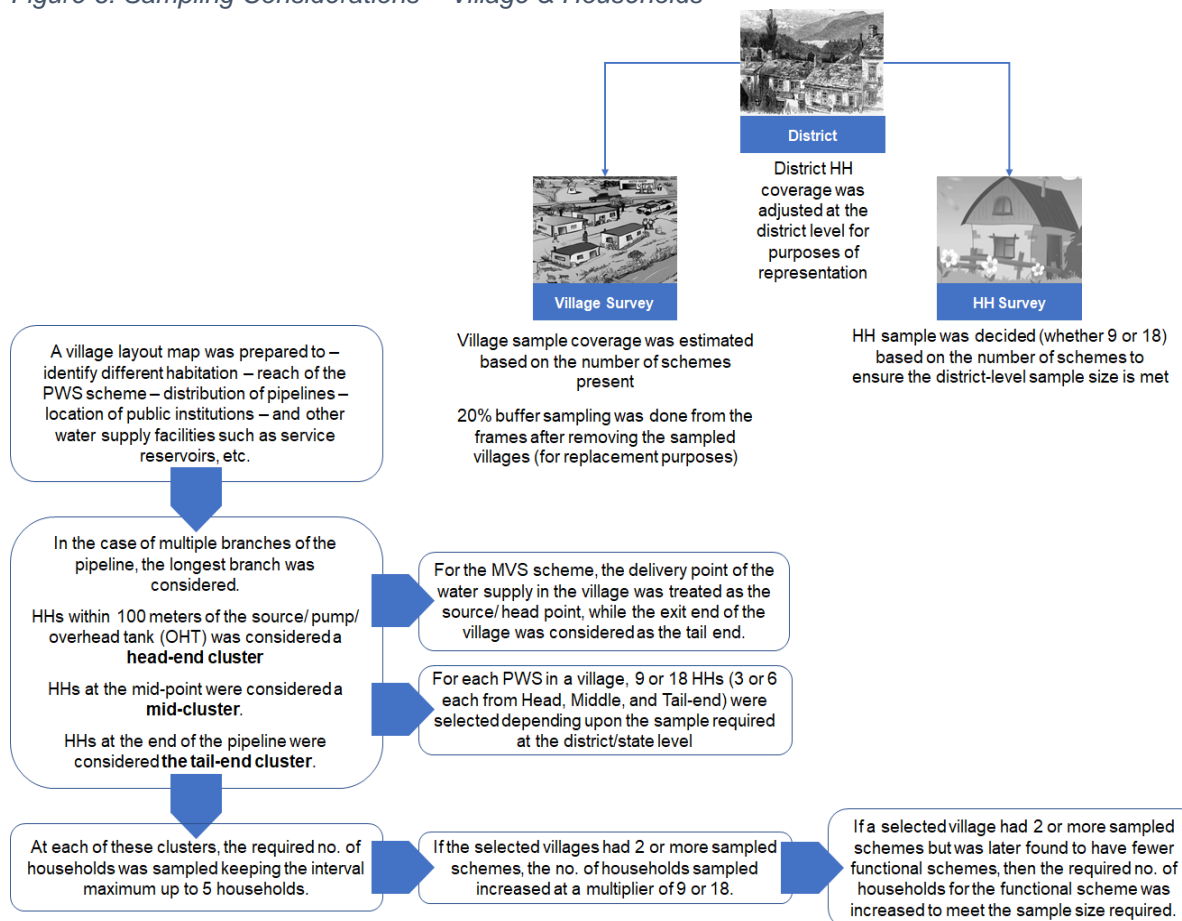 Figure 3: Sampling Considerations – Village & Households
District
District HH
coverage was
adjusted at the
district level for
purposes of
representation
Village Survey
Village sample coverage was estimated
based on the number of schemes
present
20% buffer sampling was done from the
frames after removing the sampled
villages (for replacement purposes)
HH Survey
HH sample was decided (whether 9 or 18)
based on the number of schemes to
ensure the district-level sample size is met
A village layout map was prepared to –
identify different habitation – reach of the
PWS scheme – distribution of pipelines –
location of public institutions – and other
water supply facilities such as service
reservoirs, etc.
In the case of multiple branches of the
pipeline, the longest branch was
considered.
HHs within 100 meters of the source/ pump/
overhead tank (OHT) was considered a
head-end cluster
HHs at the mid-point were considered a
mid-cluster.
HHs at the end of the pipeline were
considered the tail-end cluster.
For the MVS scheme, the delivery point of the
water supply in the village was treated as the
source/ head point, while the exit end of the
village was considered as the tail end.
For each PWS in a village, 9 or 18 HHs (3 or 6
each from Head, Middle, and Tail-end) were
selected depending upon the sample required
at the district/state level
At each of these clusters, the required no. of
households was sampled keeping the interval
maximum up to 5 households.
If the selected villages had 2 or more sampled
schemes, the no. of households sampled
increased at a multiplier of 9 or 18.
If a selected village had 2 or more sampled
schemes but was later found to have fewer
functional schemes, then the required no. of
households for the functional scheme was
increased to meet the sample size required.